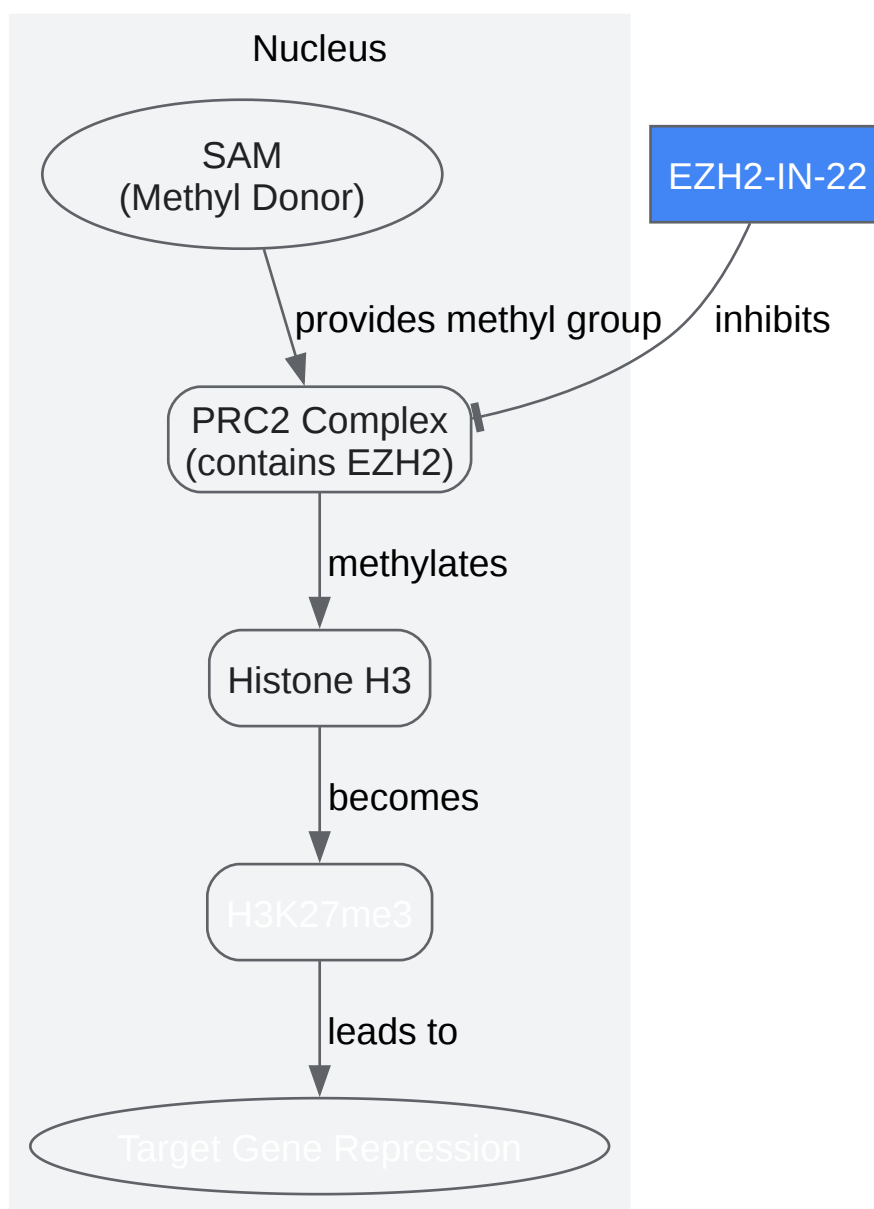 Nucleus
SAM
(Methyl Donor)
EZH2-IN-22
provides methyl group
inhibits
PRC2 Complex
(contains EZH2)
methylates
Histone H3
becomes
H3K27me3
leads to
Target Gene Repression